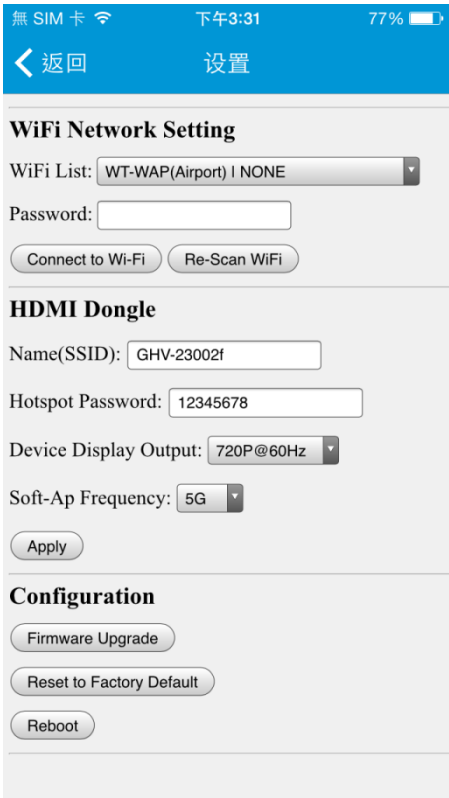 無 SIM 卡 下午3:31 77%
返回 设置
WiFi Network Setting
WiFi List: WT-WAP(Airport) I NONE
Password:
Connect to Wi-Fi Re-Scan WiFi
HDMI Dongle
Name(SSID): GHV-23002f
Hotspot Password: 12345678
Device Display Output: 720P@60Hz
Soft-Ap Frequency: 5G
Apply
Configuration
Firmware Upgrade
Reset to Factory Default
Reboot